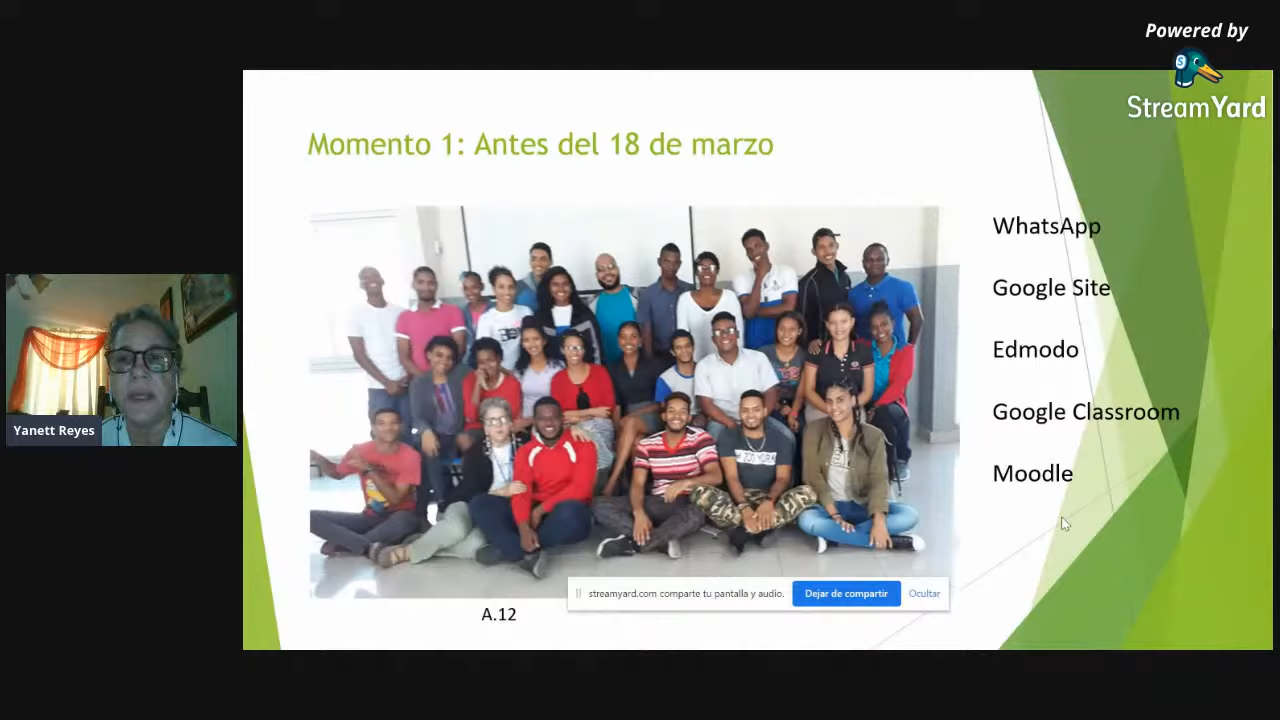 Powered by
StreamYard
Momento 1: Antes del 18 de marzo
WhatsApp
Google Site
Edmodo
Google Classroom
Moodle
Yanett Reyes
streamyard.com comparte tu pantalla y audio.
Dejar de compartir
Ocultar
A.12